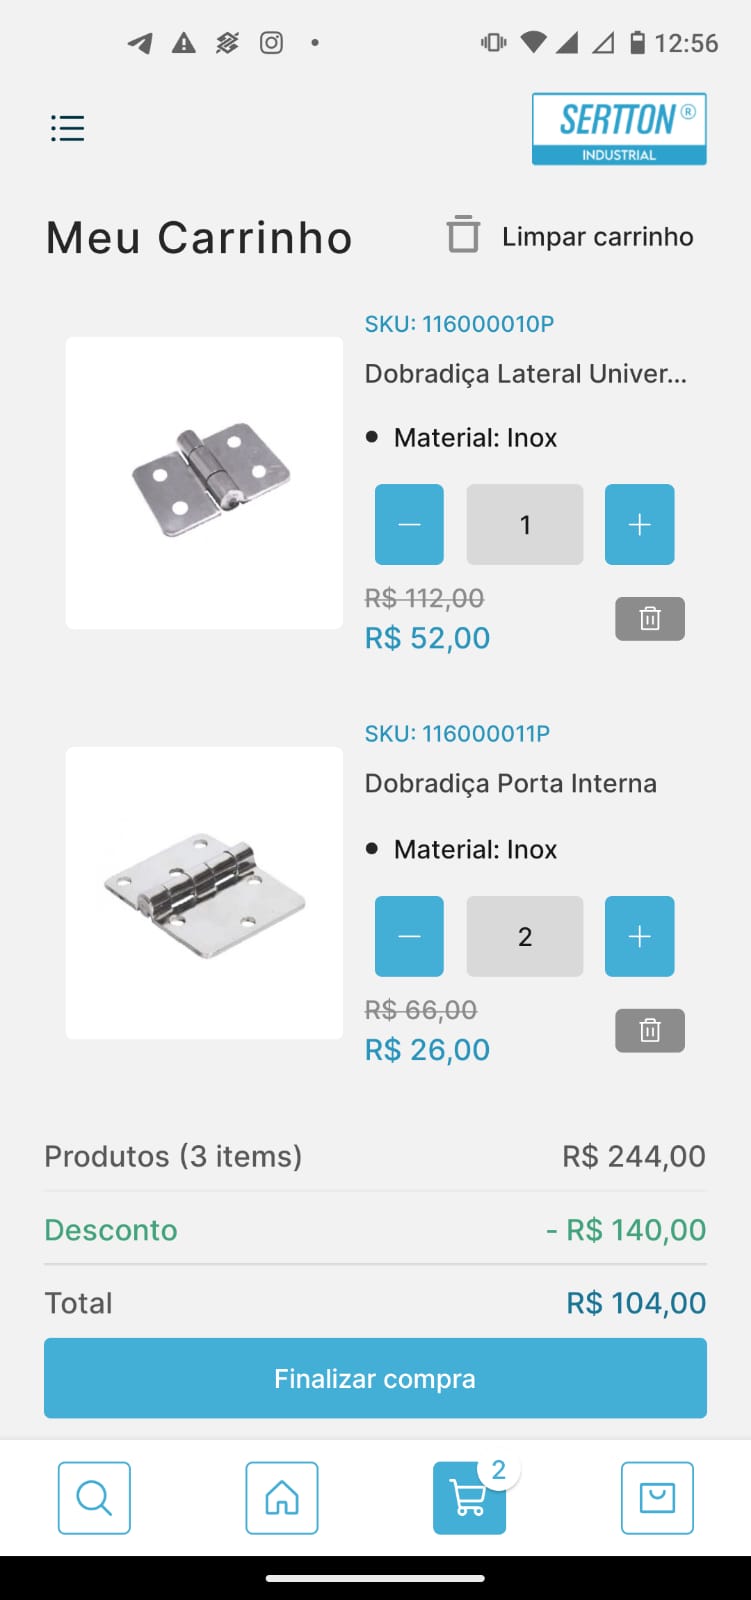 12:56
SERTTON ®
INDUSTRIAL
Meu Carrinho
Limpar carrinho
SKU: 116000010P
Dobradiça Lateral Univer...
• Material: Inox
— 1 +
R$ 112,00
R$ 52,00
SKU: 116000011P
Dobradiça Porta Interna
• Material: Inox
— 2 +
R$ 66,00
R$ 26,00
Produtos (3 items) R$ 244,00
Desconto - R$ 140,00
Total R$ 104,00
Finalizar compra
2